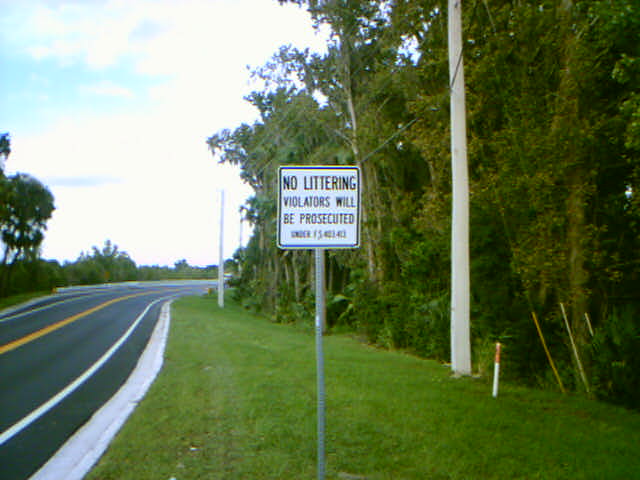 NO LITTERING
VIOLATORS WILL
BE PROSECUTED
UNDER F.S. 403.413